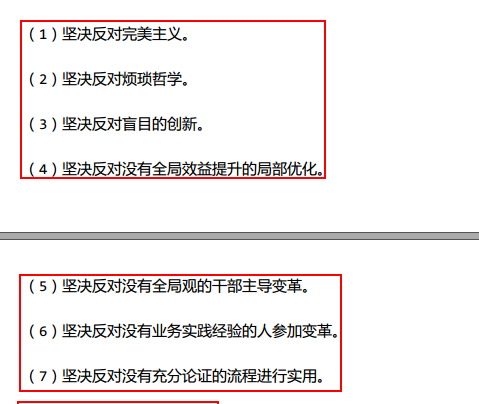 （1）坚决反对完美主义。
（2）坚决反对烦琐哲学。
（3）坚决反对盲目的创新。
（4）坚决反对没有全局效益提升的局部优化。
（5）坚决反对没有全局观的干部主导变革。
（6）坚决反对没有业务实践经验的人参加变革。
（7）坚决反对没有充分论证的流程进行实用。